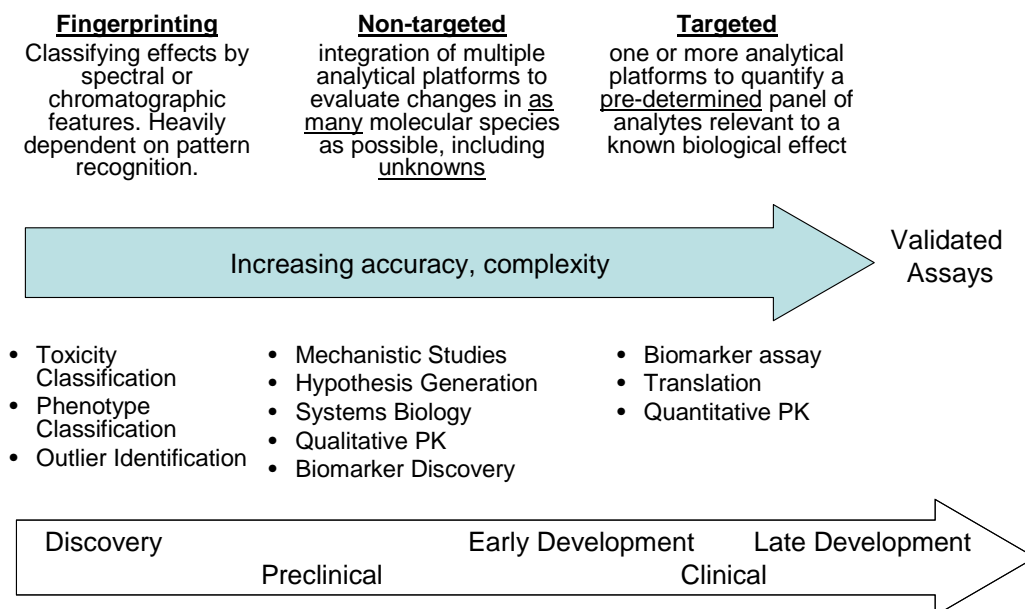 Fingerprinting
Classifying effects by
spectral or
chromatographic
features. Heavily
dependent on pattern
recognition.
Non-targeted
integration of multiple
analytical platforms to
evaluate changes in as
many molecular species
as possible, including
unknowns
Targeted
one or more analytical
platforms to quantify a
pre-determined panel of
analytes relevant to a
known biological effect
Increasing accuracy, complexity
Validated
Assays
• Toxicity
Classification
• Phenotype
Classification
• Outlier Identification
• Mechanistic Studies
• Hypothesis Generation
• Systems Biology
• Qualitative PK
• Biomarker Discovery
• Biomarker assay
• Translation
• Quantitative PK
Discovery
Early Development
Late Development
Preclinical
Clinical